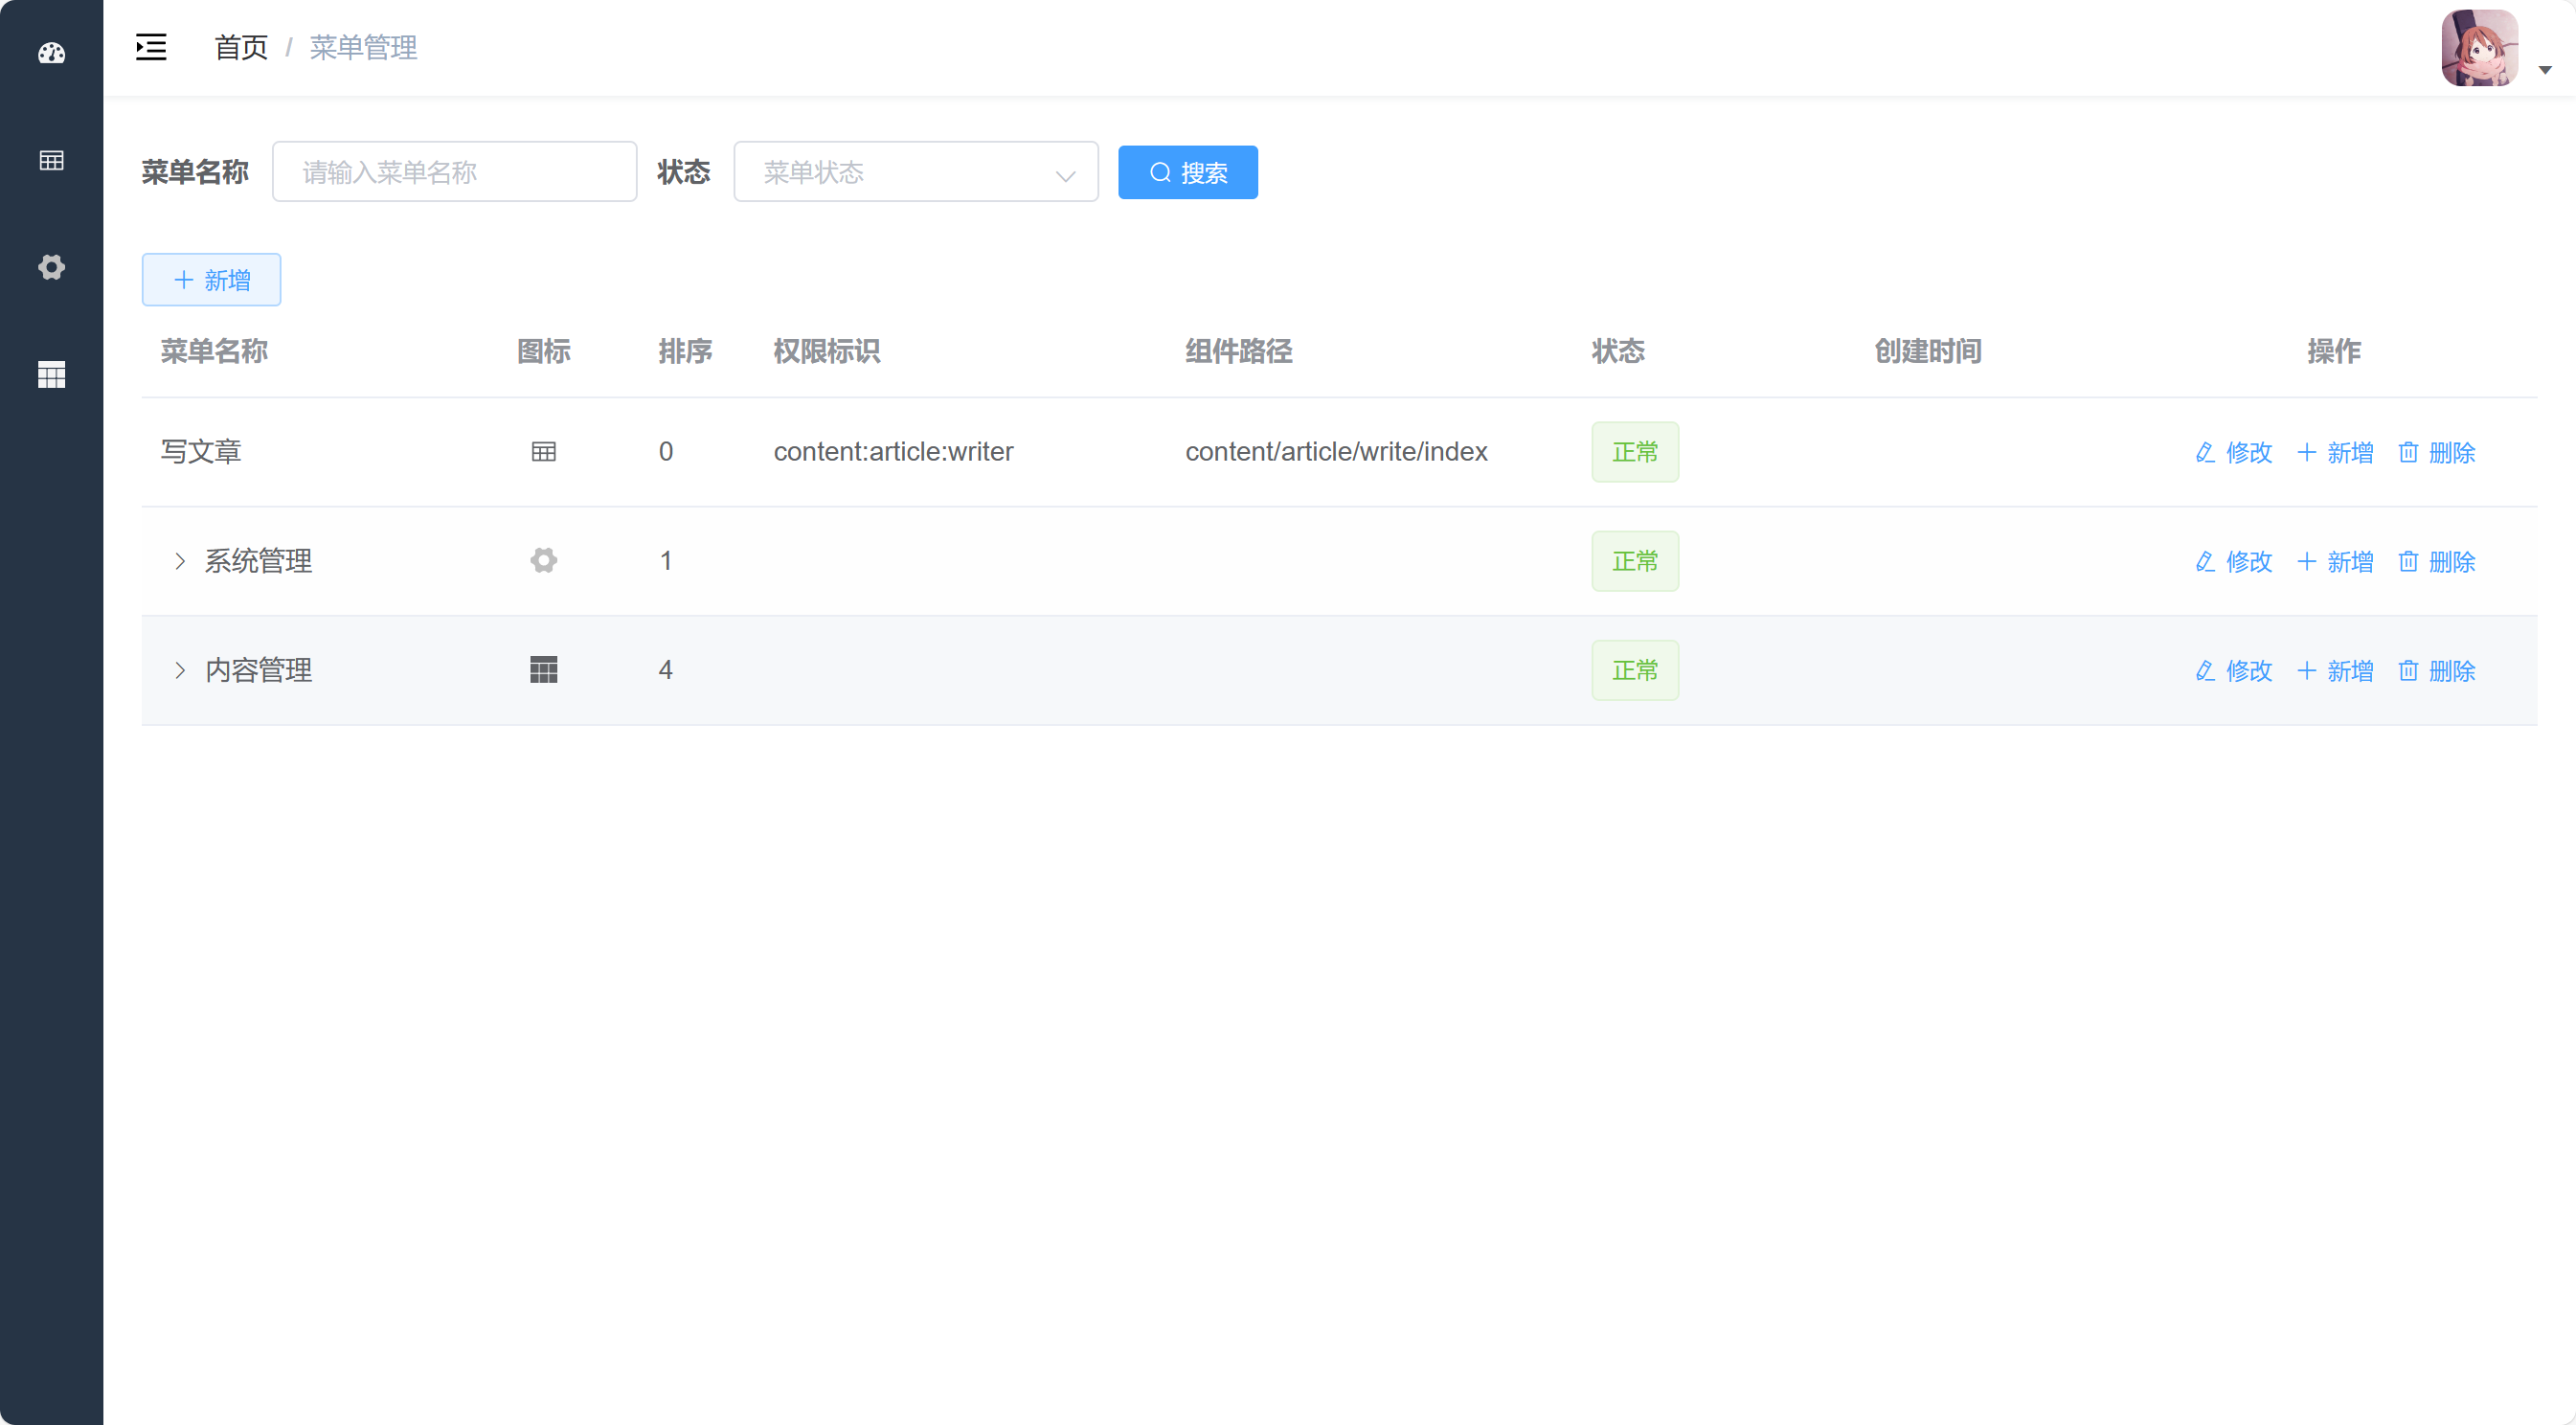 首页 / 菜单管理
菜单名称 请输入菜单名称 状态 菜单状态 搜索
新增
菜单名称 图标 排序 权限标识 组件路径 状态 创建时间 操作
写文章 0 content:article:writer content/article/write/index 正常 修改 新增 删除
系统管理 1 正常 修改 新增 删除
内容管理 4 正常 修改 新增 删除